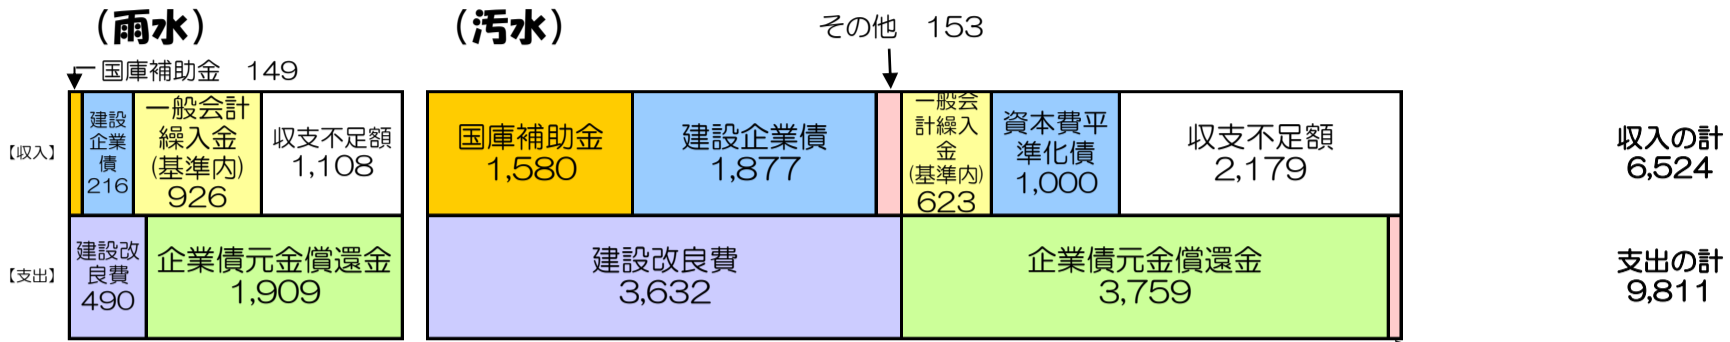 （雨水）
（汚水）
その他　153
国庫補助金　149
【収入】
建設
企業
債
216
一般会計
繰入金
(基準内)
926
収支不足額
1,108
国庫補助金
1,580
建設企業債
1,877
一般会
計繰入
金
(基準内)
623
資本費平
準化債
1,000
収支不足額
2,179
収入の計
6,524
【支出】
建設改
良費
490
企業債元金償還金
1,909
建設改良費
3,632
企業債元金償還金
3,759
支出の計
9,811